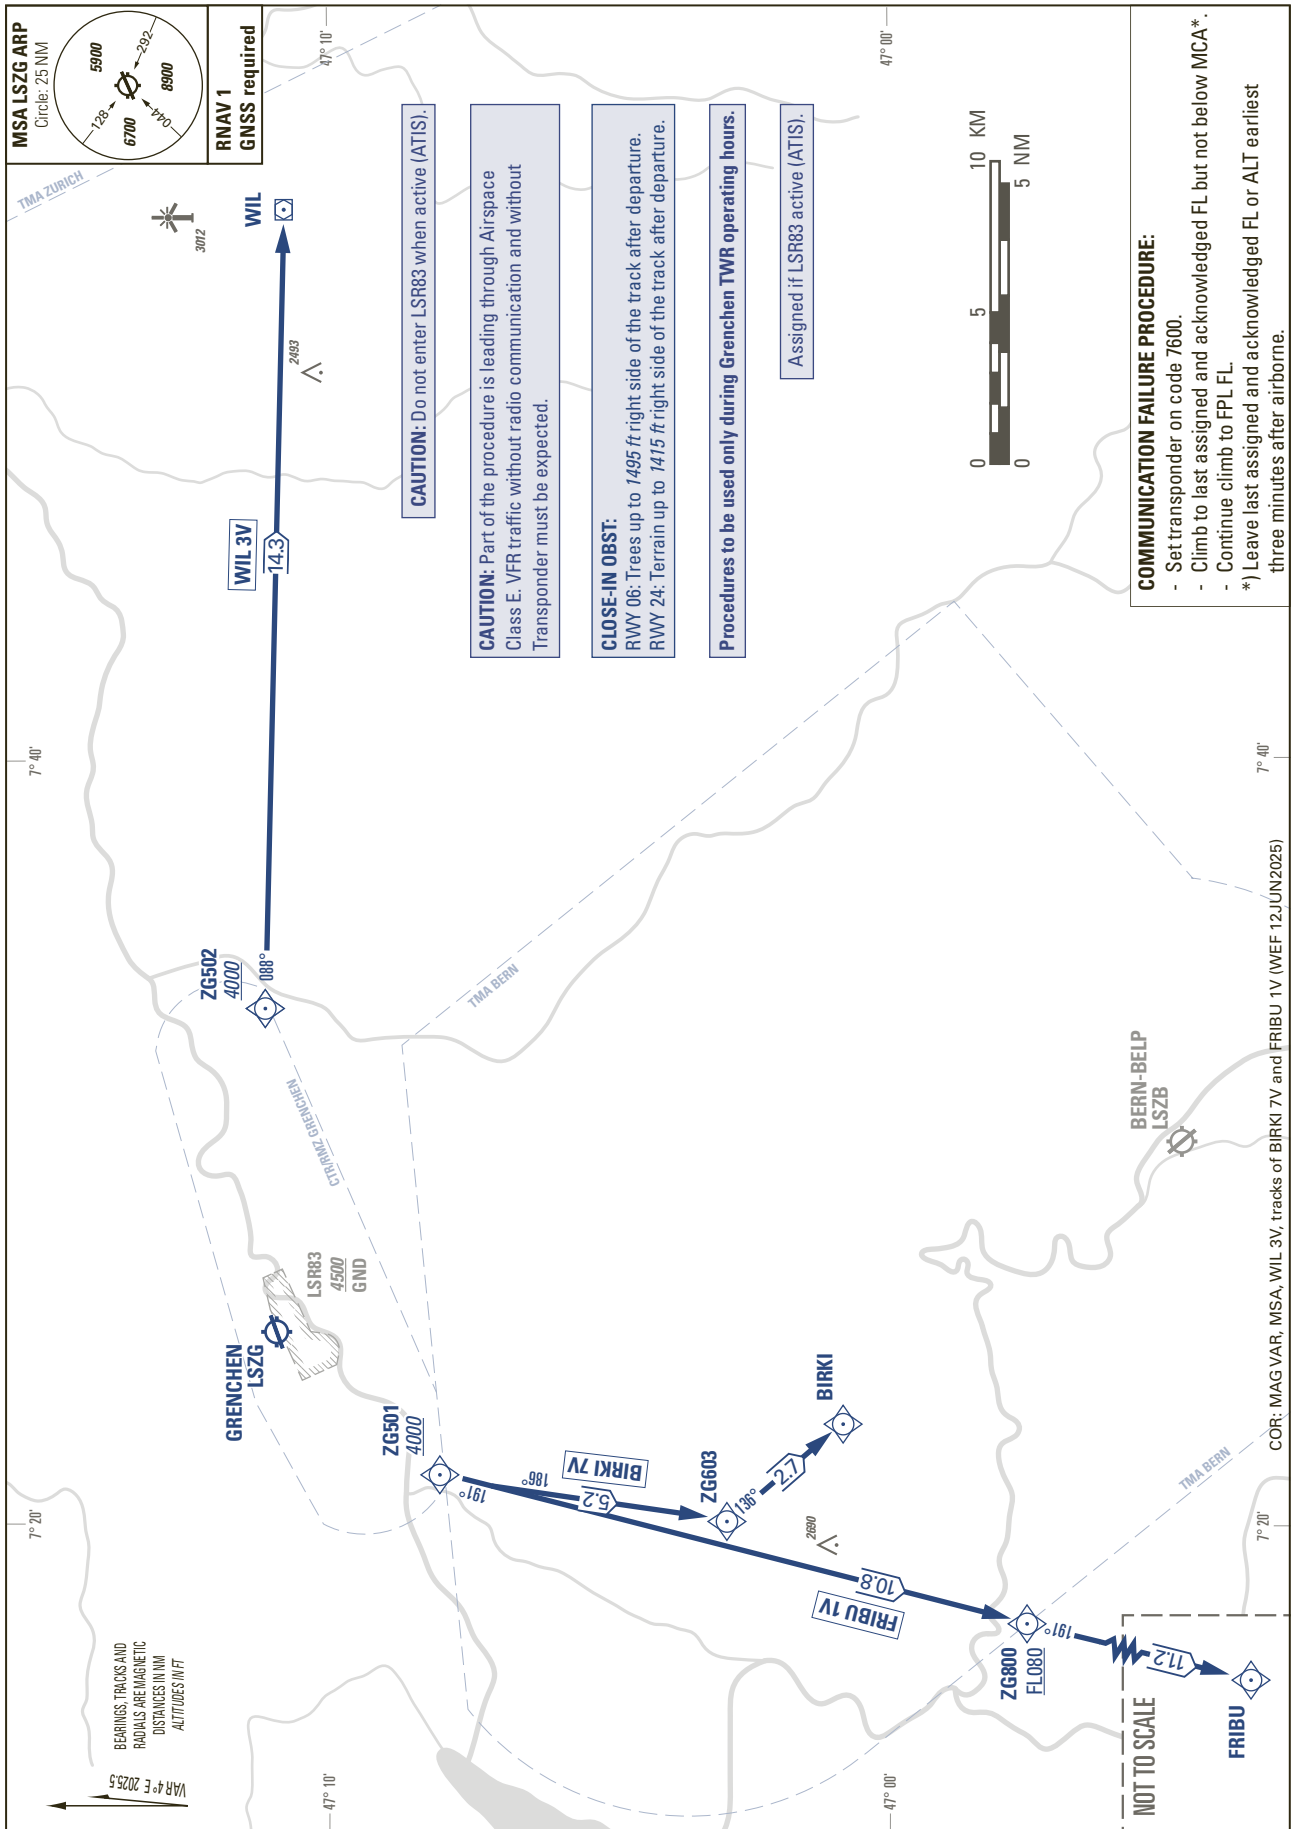 BEARINGS, TRACKS AND
RADIALS ARE MAGNETIC
DISTANCES IN NM
ALTITUDES IN FT
VAR 4° E 2025.5
MSA LSZG ARP
Circle: 25 NM
128
5900
292
6700
8900
044
RNAV 1
GNSS required
TMA ZURICH
3012
WIL
2493
WIL 3V
14.3
088°
ZG502
4000
CTR/RMZ GRENCHEN
GRENCHEN
LSZG
LSR83
4500
GND
ZG501
4000
191°
186°
BIRKI 7V
5.2
ZG603
136°
2.7
BIRKI
2690
FRIBU 1V
10.8
ZG800
FL080
191°
11.2
FRIBU
NOT TO SCALE
TMA BERN
TMA BERN
BERN-BELP
LSZB
7° 20'
7° 40'
7° 20'
7° 40'
47° 10'
47° 10'
47° 00'
47° 00'
CAUTION: Do not enter LSR83 when active (ATIS).
CAUTION: Part of the procedure is leading through Airspace
Class E. VFR traffic without radio communication and without
Transponder must be expected.
CLOSE-IN OBST:
RWY 06: Trees up to 1495 ft right side of the track after departure.
RWY 24: Terrain up to 1415 ft right side of the track after departure.
Procedures to be used only during Grenchen TWR operating hours.
Assigned if LSR83 active (ATIS).
0 5 10 KM
0 5 NM
COMMUNICATION FAILURE PROCEDURE:
- Set transponder on code 7600.
- Climb to last assigned and acknowledged FL but not below MCA*.
- Continue climb to FPL FL.
*) Leave last assigned and acknowledged FL or ALT earliest
three minutes after airborne.
COR: MAG VAR, MSA, WIL 3V, tracks of BIRKI 7V and FRIBU 1V (WEF 12JUN2025)